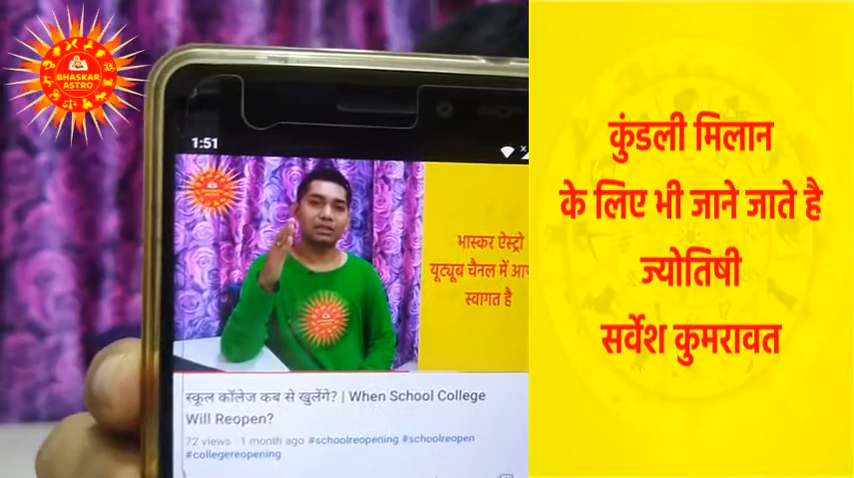 BHASKAR
ASTRO
1:51
भास्कर ऐस्ट्रो
यूट्यूब चैनल में
स्वागत है
स्कूल कॉलेज कब से खुलेंगे? | When School College
Will Reopen?
72 views · 1 month ago #schoolreopening #schoolreopen
#collegereopening
कुंडली मिलान
के लिए भी जाने जाते है
ज्योतिषी
सर्वेश कुमरावत